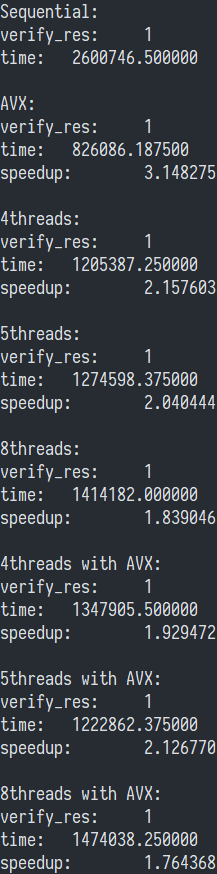 Sequential:
verify_res: 1
time: 2600746.500000
AVX:
verify_res: 1
time: 826086.187500
speedup: 3.148275
4threads:
verify_res: 1
time: 1205387.250000
speedup: 2.157603
5threads:
verify_res: 1
time: 1274598.375000
speedup: 2.040444
8threads:
verify_res: 1
time: 1414182.000000
speedup: 1.839046
4threads with AVX:
verify_res: 1
time: 1347905.500000
speedup: 1.929472
5threads with AVX:
verify_res: 1
time: 1222862.375000
speedup: 2.126770
8threads with AVX:
verify_res: 1
time: 1474038.250000
speedup: 1.764368